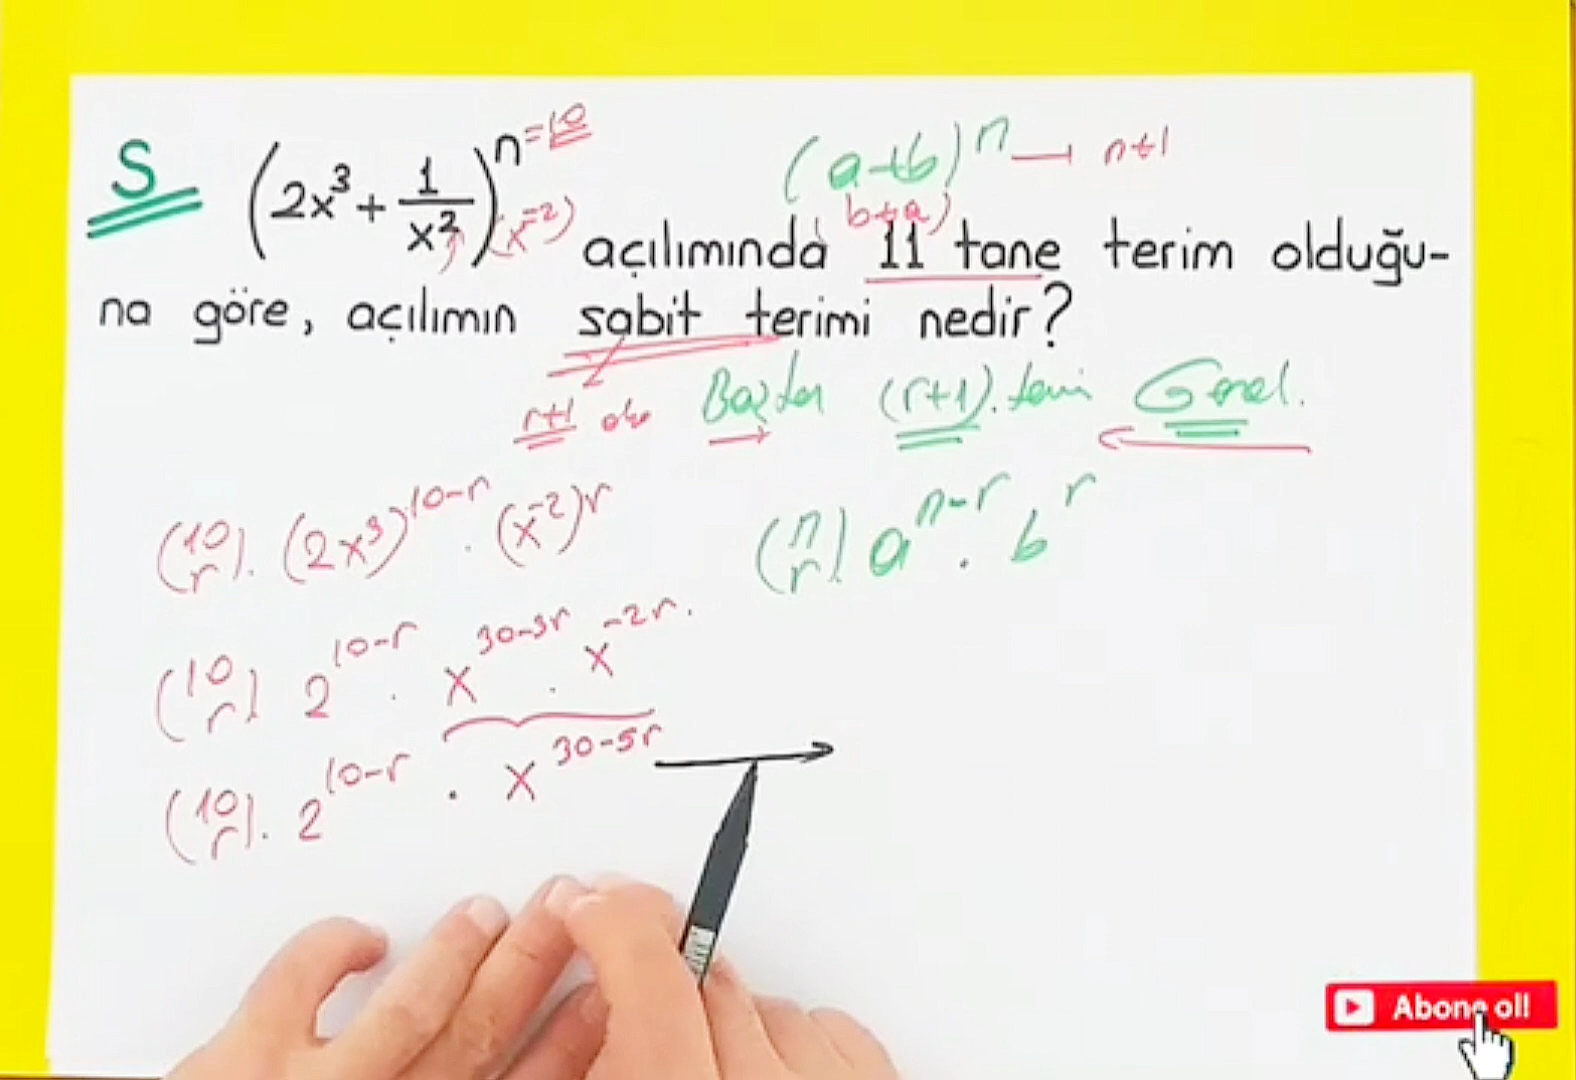 S (2x³ + 1/x²)ⁿ =10 (x⁻²) açılımında 11 tane terim olduğu-
na göre, açılımın sabit terimi nedir?
(a+b)ⁿ → n+1
b+a)
r+1 Baştan (r+1). terim Genel.
(10 r). (2x³)¹⁰⁻ʳ . (x⁻²)ʳ
(n r) aⁿ⁻ʳ . bʳ
(10 r) 2¹⁰⁻ʳ . x³⁰⁻³ʳ . x⁻²ʳ.
(10 r). 2¹⁰⁻ʳ . x³⁰⁻⁵ʳ →
Abone ol!